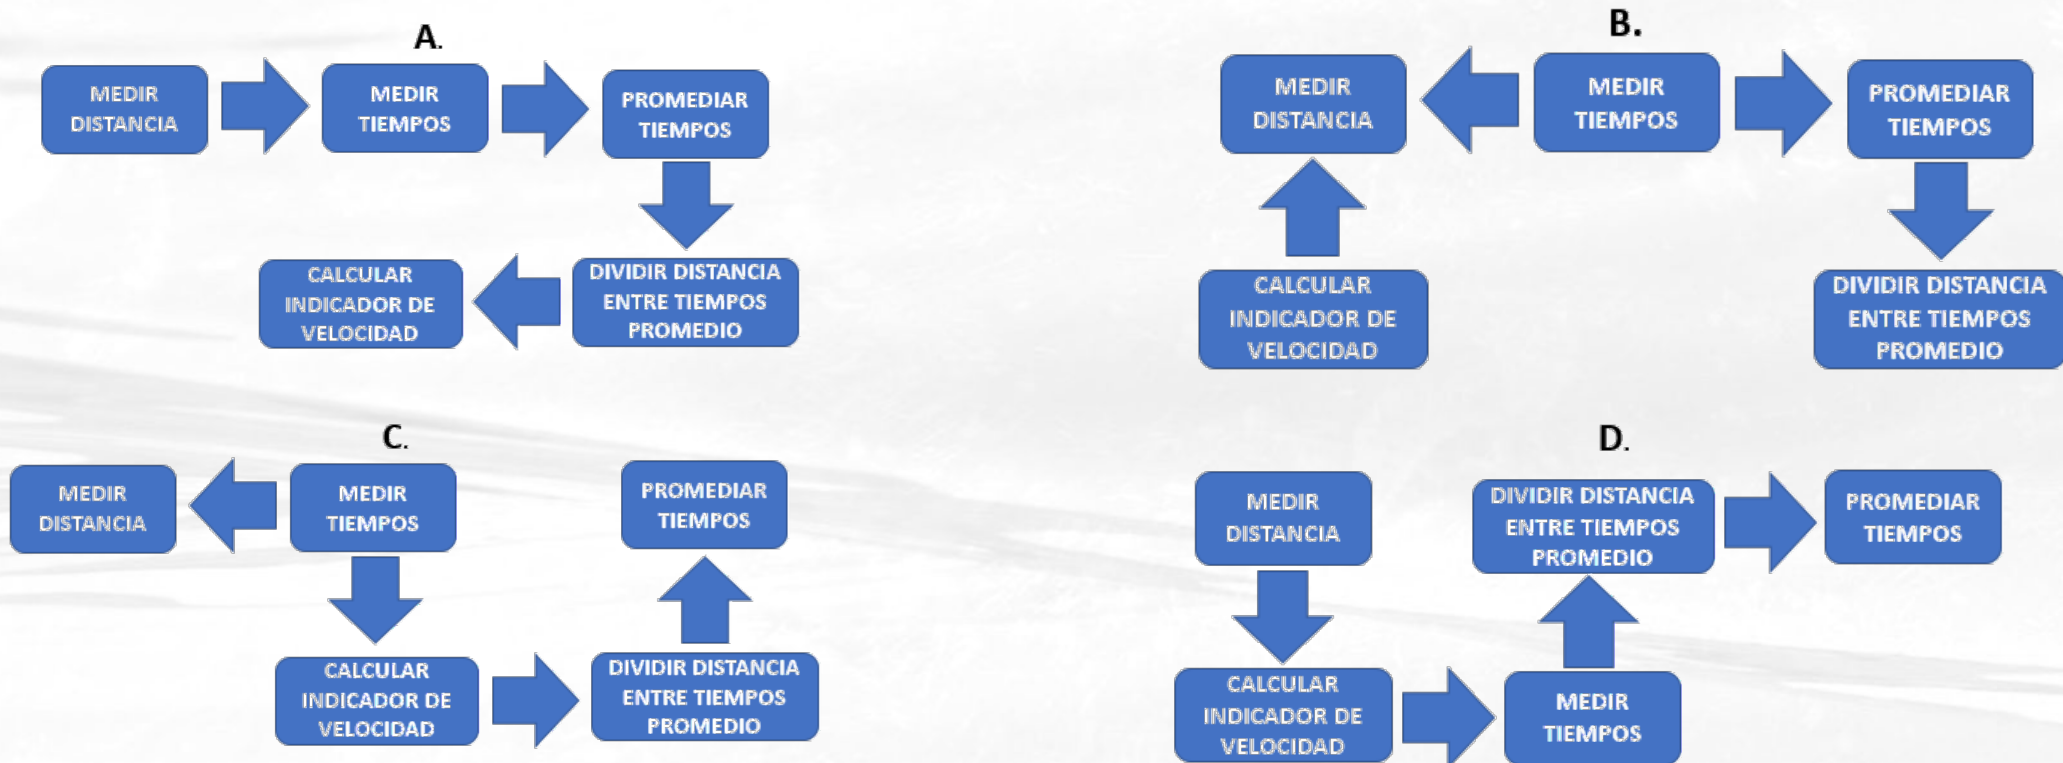 A.
MEDIR
DISTANCIA
MEDIR
TIEMPOS
PROMEDIAR
TIEMPOS
CALCULAR
INDICADOR DE
VELOCIDAD
DIVIDIR DISTANCIA
ENTRE TIEMPOS
PROMEDIO
B.
MEDIR
DISTANCIA
MEDIR
TIEMPOS
PROMEDIAR
TIEMPOS
CALCULAR
INDICADOR DE
VELOCIDAD
DIVIDIR DISTANCIA
ENTRE TIEMPOS
PROMEDIO
C.
MEDIR
DISTANCIA
MEDIR
TIEMPOS
PROMEDIAR
TIEMPOS
CALCULAR
INDICADOR DE
VELOCIDAD
DIVIDIR DISTANCIA
ENTRE TIEMPOS
PROMEDIO
D.
MEDIR
DISTANCIA
DIVIDIR DISTANCIA
ENTRE TIEMPOS
PROMEDIO
PROMEDIAR
TIEMPOS
CALCULAR
INDICADOR DE
VELOCIDAD
MEDIR
TIEMPOS